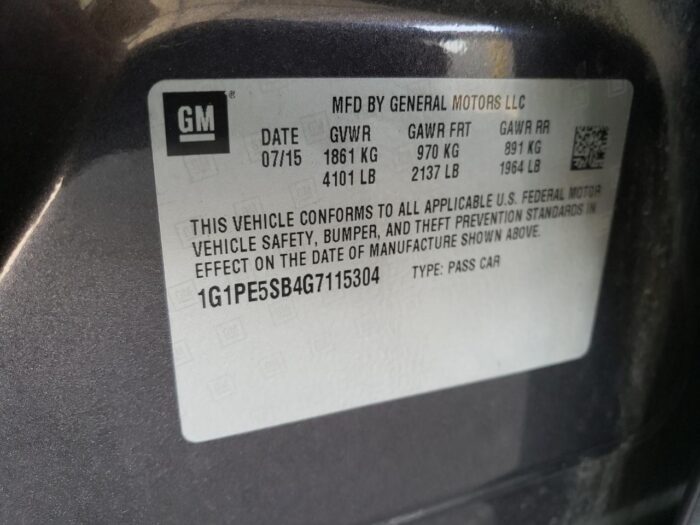 GM®
MFD BY GENERAL MOTORS LLC
DATE GVWR GAWR FRT GAWR RR
07/15 1861 KG 970 KG 891 KG
4101 LB 2137 LB 1964 LB
THIS VEHICLE CONFORMS TO ALL APPLICABLE U.S. FEDERAL MOTOR
VEHICLE SAFETY, BUMPER, AND THEFT PREVENTION STANDARDS IN
EFFECT ON THE DATE OF MANUFACTURE SHOWN ABOVE.
1G1PE5SB4G7115304 TYPE: PASS CAR